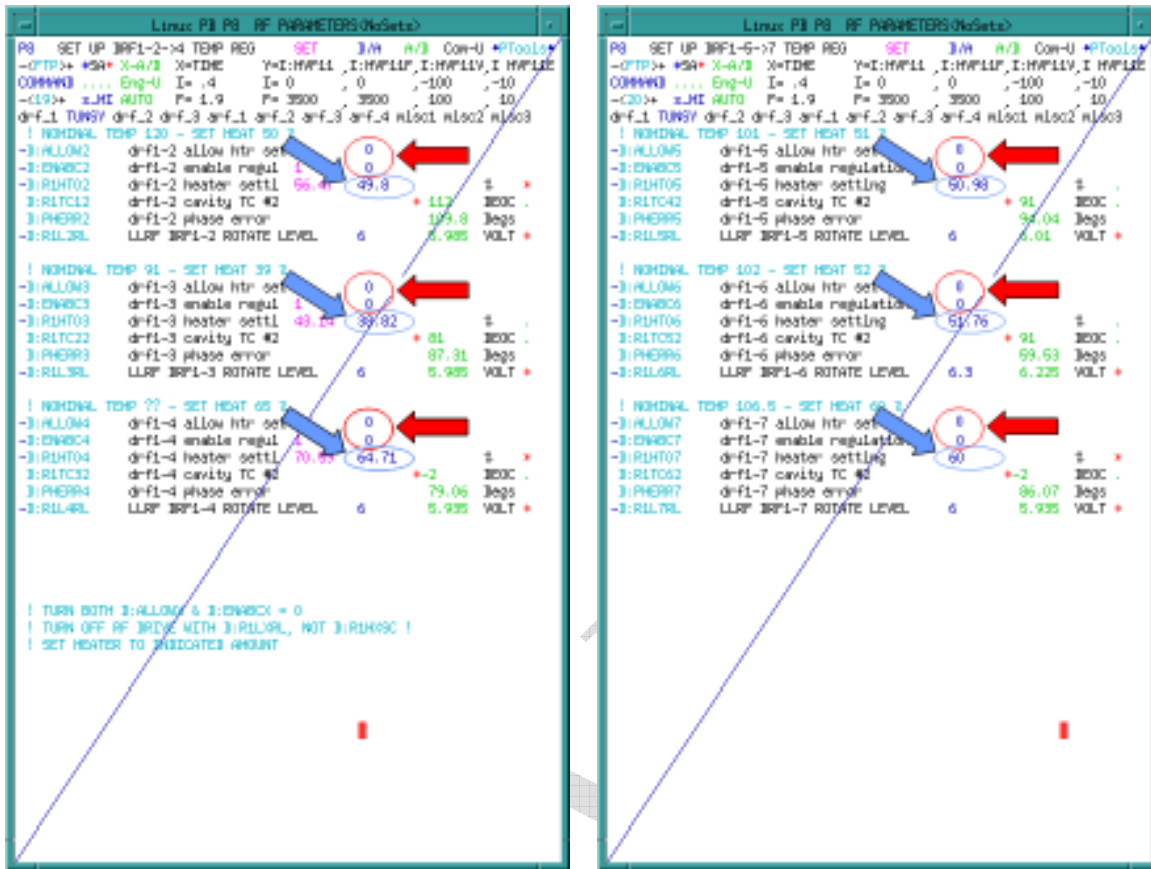 Linux PB P8 RF PARAMETERS<NoSets>
P8 SET UP DRF1-2->4 TEMP REG SET D/A A/D Com-U *PTools*
-<FTP>+ *SA* X-A/D X=TIME Y=I:HVF11 ,I:HVF11F,I:HVF11V,I HVF11E
COMMAND .... Eng-U I= .4 I= 0 , 0 ,-100 ,-10
-<19>+ AUTO F= 1.9 F= 3500 , 3500 , 100 , 10
drf_1 TUNSY drf_2 drf_3 arf_1 arf_2 arf_3 arf_4 misc1 misc2 misc3
! NOMINAL TEMP 120 - SET HEAT 50 %
-D:ALLOW2 drf1-2 allow htr set 0
-D:ENABC2 drf1-2 enable regul 1 0
-D:R1HT02 drf1-2 heater settl 49.8 % *
D:R1TC12 drf1-2 cavity TC #2 * 112 DEGC .
D:PHERR2 drf1-2 phase error 109.8 Degs
-D:R1L2RL LLRF DRF1-2 ROTATE LEVEL 6 5.985 VOLT *
! NOMINAL TEMP 91 - SET HEAT 39 %
-D:ALLOW3 drf1-3 allow htr set 0
-D:ENABC3 drf1-3 enable regul 1 0
-D:R1HT03 drf1-3 heater settl 43.14 38.82 % .
D:R1TC22 drf1-3 cavity TC #2 * 81 DEGC .
D:PHERR3 drf1-3 phase error 87.31 Degs
-D:R1L3RL LLRF DRF1-3 ROTATE LEVEL 6 5.985 VOLT *
! NOMINAL TEMP ?? - SET HEAT 65 %
-D:ALLOW4 drf1-4 allow htr set 0
-D:ENABC4 drf1-4 enable regul 1 0
-D:R1HT04 drf1-4 heater settl 64.71 % *
D:R1TC32 drf1-4 cavity TC #2 *-2 DEGC .
D:PHERR4 drf1-4 phase error 79.06 Degs
-D:R1L4RL LLRF DRF1-4 ROTATE LEVEL 6 5.935 VOLT *
! TURN BOTH D:ALLOWX & D:ENABCX = 0
! TURN OFF RF DRIVE WITH D:R1LXRL, NOT D:R1HXSC !
! SET HEATER TO INDICATED AMOUNT
Linux PB P8 RF PARAMETERS<NoSets>
P8 SET UP DRF1-5->7 TEMP REG SET D/A A/D Com-U *PTools*
-<FTP>+ *SA* X-A/D X=TIME Y=I:HVF11 ,I:HVF11F,I:HVF11V,I HVF11E
COMMAND .... Eng-U I= .4 I= 0 , 0 ,-100 ,-10
-<20>+ AUTO F= 1.9 F= 3500 , 3500 , 100 , 10
drf_1 TUNSY drf_2 drf_3 arf_1 arf_2 arf_3 arf_4 misc1 misc2 misc3
! NOMINAL TEMP 101 - SET HEAT 51 %
-D:ALLOW5 drf1-5 allow htr set 0
-D:ENABC5 drf1-5 enable regulation 0
-D:R1HT05 drf1-5 heater setting 50.98 % .
D:R1TC42 drf1-5 cavity TC #2 * 91 DEGC .
D:PHERR5 drf1-5 phase error 94.04 Degs
-D:R1L5RL LLRF DRF1-5 ROTATE LEVEL 6 6.01 VOLT *
! NOMINAL TEMP 102 - SET HEAT 52 %
-D:ALLOW6 drf1-6 allow htr set 0
-D:ENABC6 drf1-6 enable regulation 0
-D:R1HT06 drf1-6 heater setting 51.76 % .
D:R1TC52 drf1-6 cavity TC #2 * 91 DEGC .
D:PHERR6 drf1-6 phase error 59.53 Degs
-D:R1L6RL LLRF DRF1-6 ROTATE LEVEL 6.3 6.225 VOLT *
! NOMINAL TEMP 106.5 - SET HEAT 60 %
-D:ALLOW7 drf1-7 allow htr set 0
-D:ENABC7 drf1-7 enable regulation 0
-D:R1HT07 drf1-7 heater setting 60 % *
D:R1TC62 drf1-7 cavity TC #2 *-2 DEGC .
D:PHERR7 drf1-7 phase error 86.07 Degs
-D:R1L7RL LLRF DRF1-7 ROTATE LEVEL 6 5.935 VOLT *